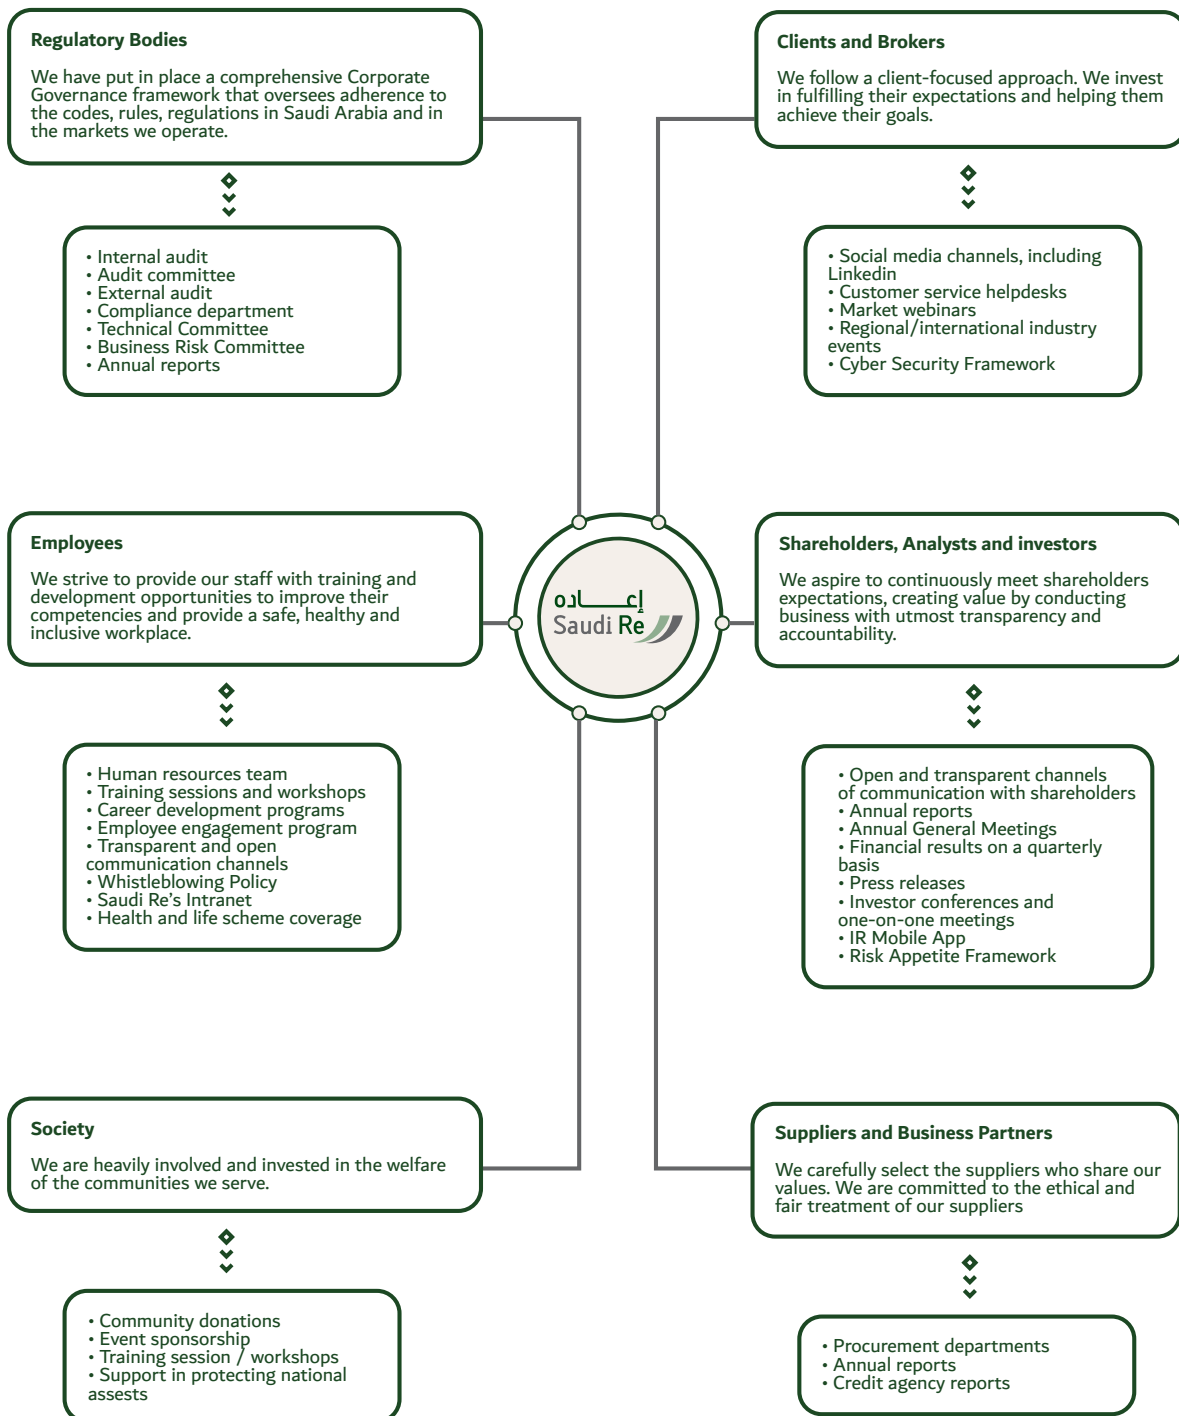 Regulatory Bodies
We have put in place a comprehensive Corporate
Governance framework that oversees adherence to
the codes, rules, regulations in Saudi Arabia and in
the markets we operate.
• Internal audit
• Audit committee
• External audit
• Compliance department
• Technical Committee
• Business Risk Committee
• Annual reports
Clients and Brokers
We follow a client-focused approach. We invest
in fulfilling their expectations and helping them
achieve their goals.
• Social media channels, including
Linkedin
• Customer service helpdesks
• Market webinars
• Regional/international industry
events
• Cyber Security Framework
Employees
We strive to provide our staff with training and
development opportunities to improve their
competencies and provide a safe, healthy and
inclusive workplace.
• Human resources team
• Training sessions and workshops
• Career development programs
• Employee engagement program
• Transparent and open
communication channels
• Whistleblowing Policy
• Saudi Re’s Intranet
• Health and life scheme coverage
إعــــاده
Saudi Re
Shareholders, Analysts and investors
We aspire to continuously meet shareholders
expectations, creating value by conducting
business with utmost transparency and
accountability.
• Open and transparent channels
of communication with shareholders
• Annual reports
• Annual General Meetings
• Financial results on a quarterly
basis
• Press releases
• Investor conferences and
one-on-one meetings
• IR Mobile App
• Risk Appetite Framework
Society
We are heavily involved and invested in the welfare
of the communities we serve.
• Community donations
• Event sponsorship
• Training session / workshops
• Support in protecting national
assests
Suppliers and Business Partners
We carefully select the suppliers who share our
values. We are committed to the ethical and
fair treatment of our suppliers
• Procurement departments
• Annual reports
• Credit agency reports